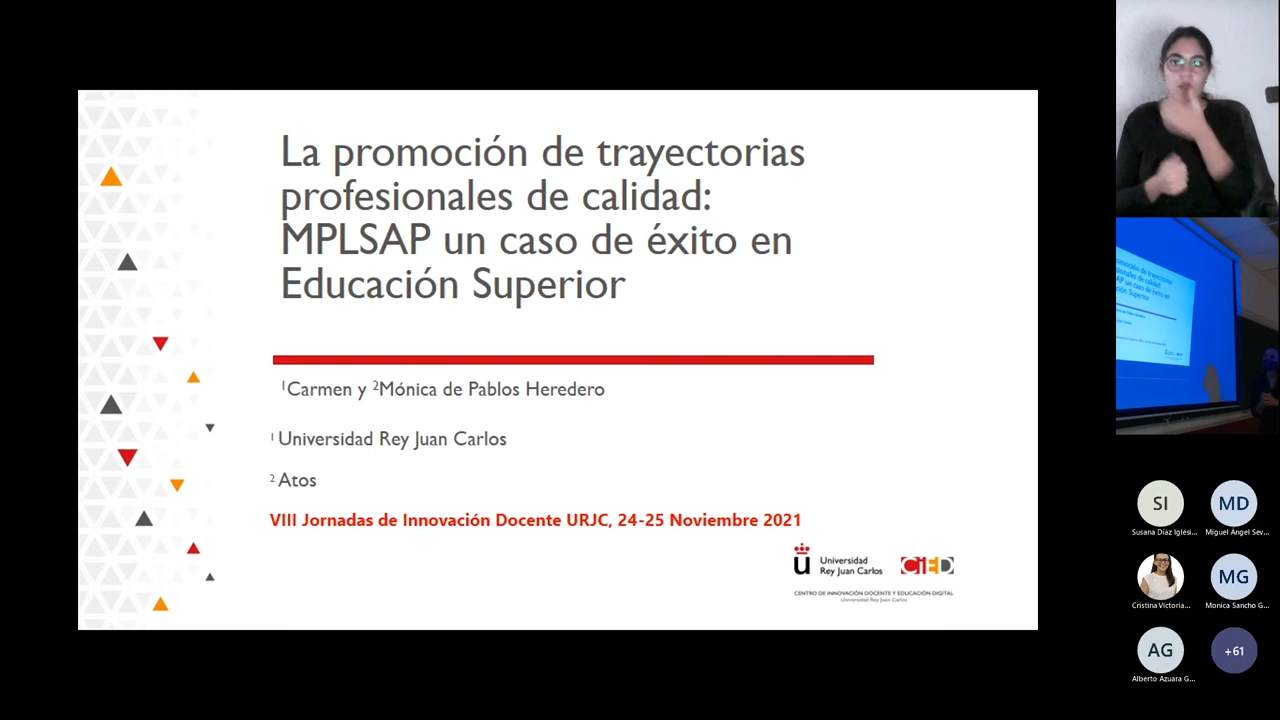 La promoción de trayectorias
profesionales de calidad:
MPLSAP un caso de éxito en
Educación Superior
¹Carmen y ²Mónica de Pablos Heredero
¹ Universidad Rey Juan Carlos
² Atos
VIII Jornadas de Innovación Docente URJC, 24-25 Noviembre 2021
Universidad
Rey Juan Carlos
CiED
CENTRO DE INNOVACIÓN DOCENTE Y EDUCACIÓN DIGITAL
Universidad Rey Juan Carlos
SI
Susana Díaz Iglesi...
MD
Miguel Ángel Sev...
Cristina Victoria...
MG
Monica Sancho G...
AG
Alberto Azuara G...
+61